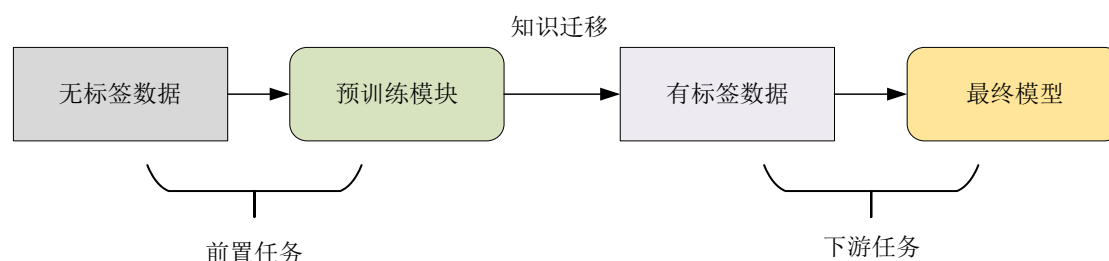 知识迁移
无标签数据
预训练模块
有标签数据
最终模型
前置任务
下游任务